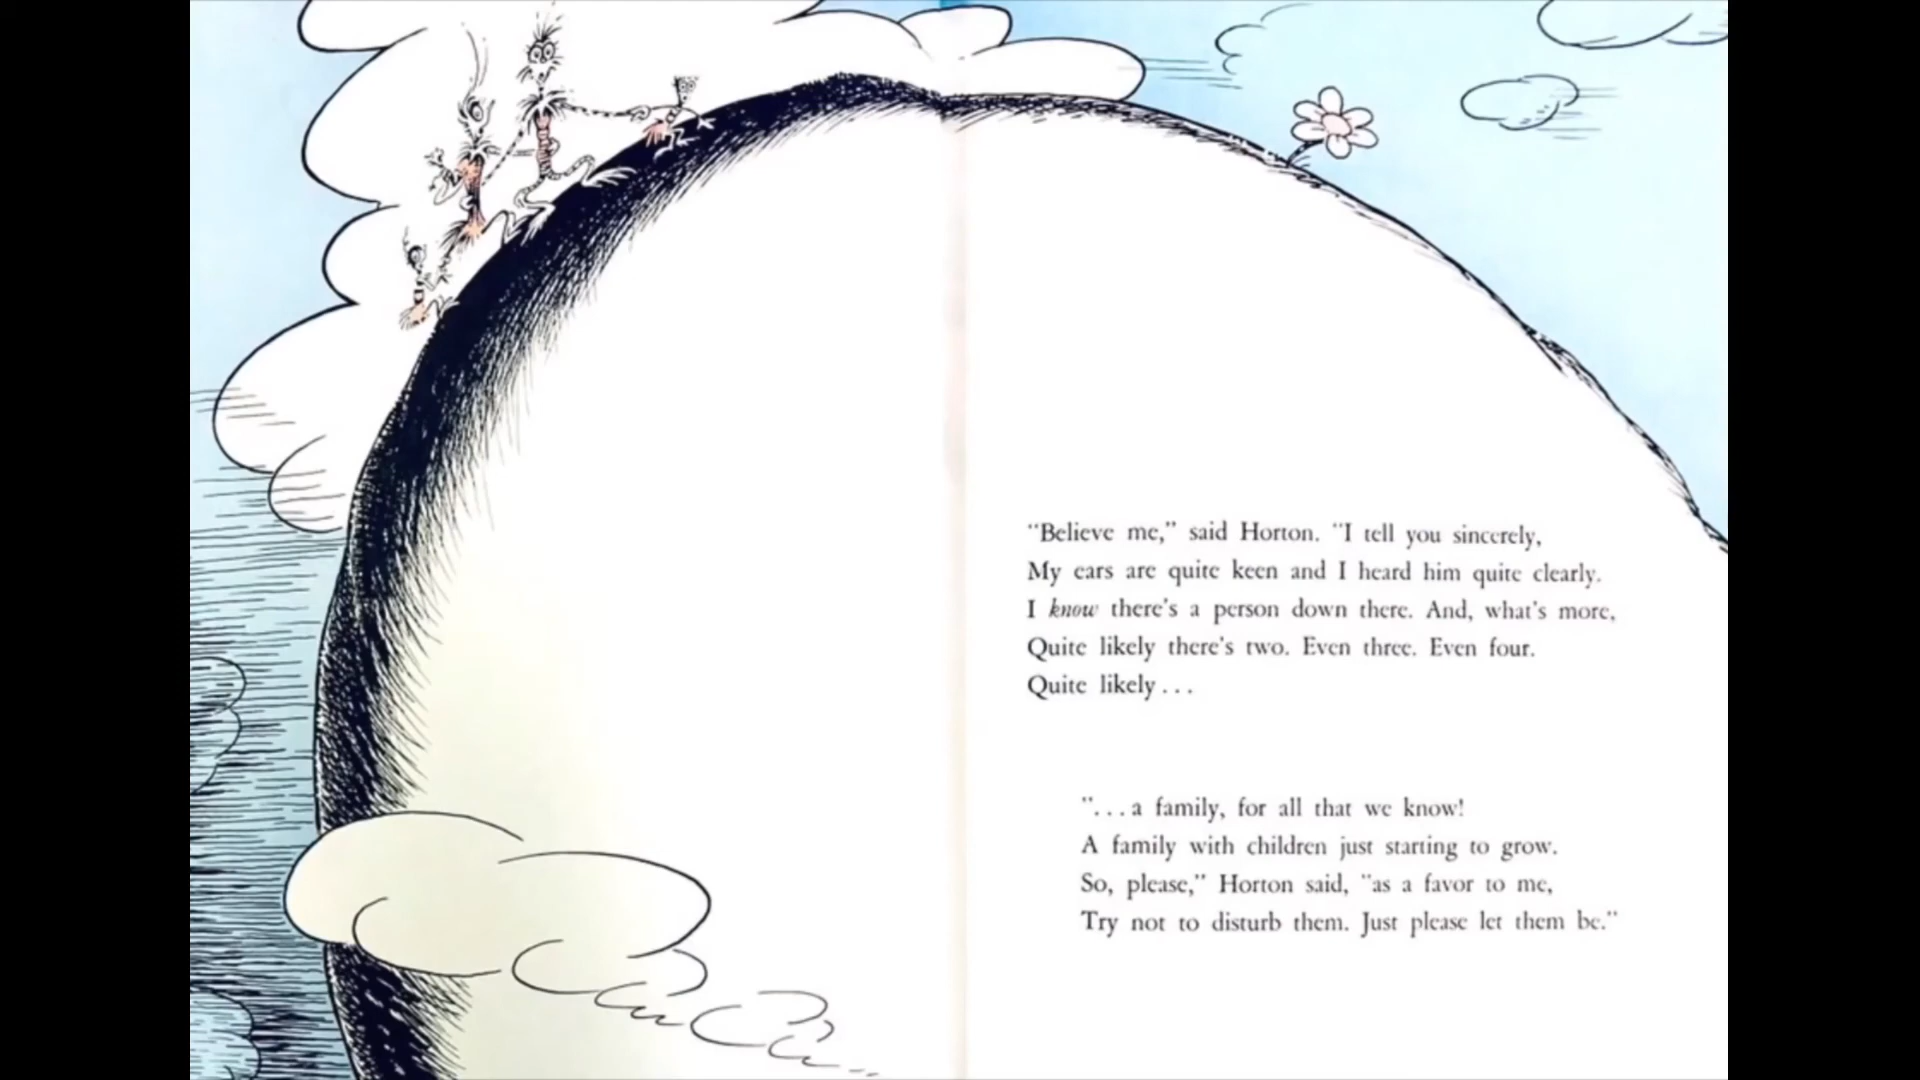 "Believe me," said Horton. "I tell you sincerely,
My ears are quite keen and I heard him quite clearly.
I know there's a person down there. And, what's more,
Quite likely there's two. Even three. Even four.
Quite likely . . .
". . . a family, for all that we know!
A family with children just starting to grow.
So, please," Horton said, "as a favor to me,
Try not to disturb them. Just please let them be."